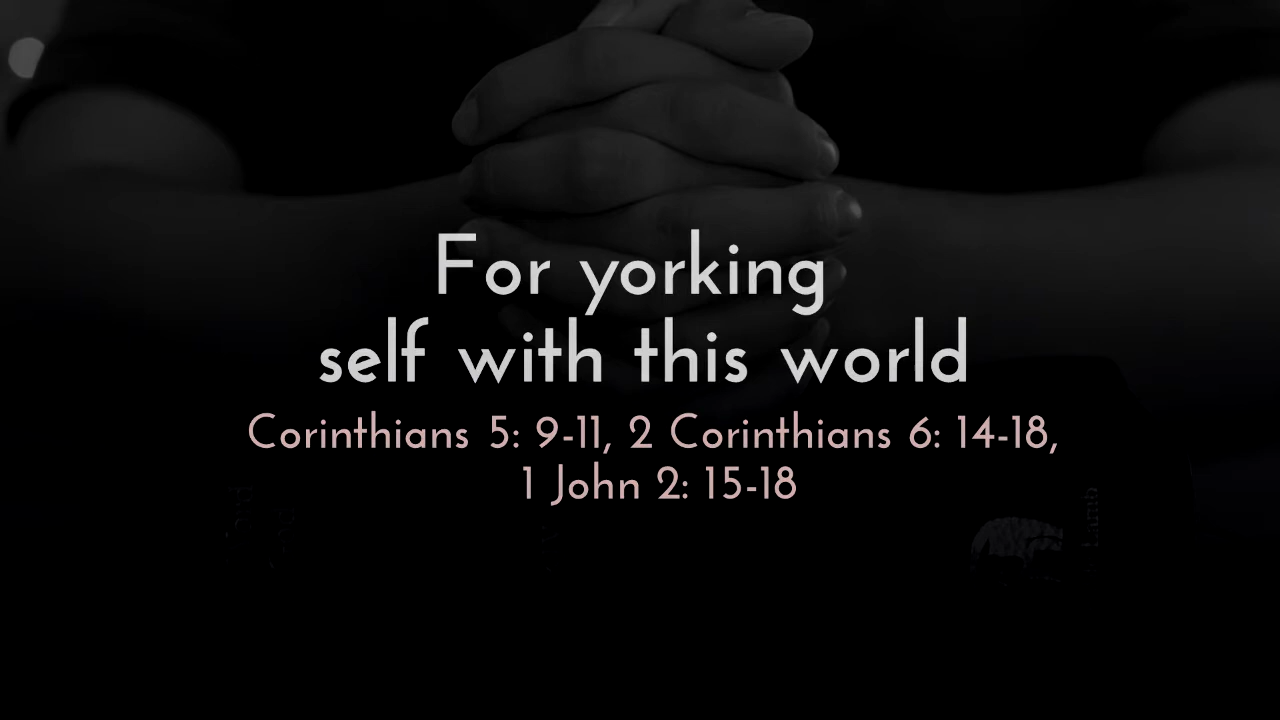 For yorking
self with this world
Corinthians 5: 9-11, 2 Corinthians 6: 14-18,
1 John 2: 15-18
Lamb